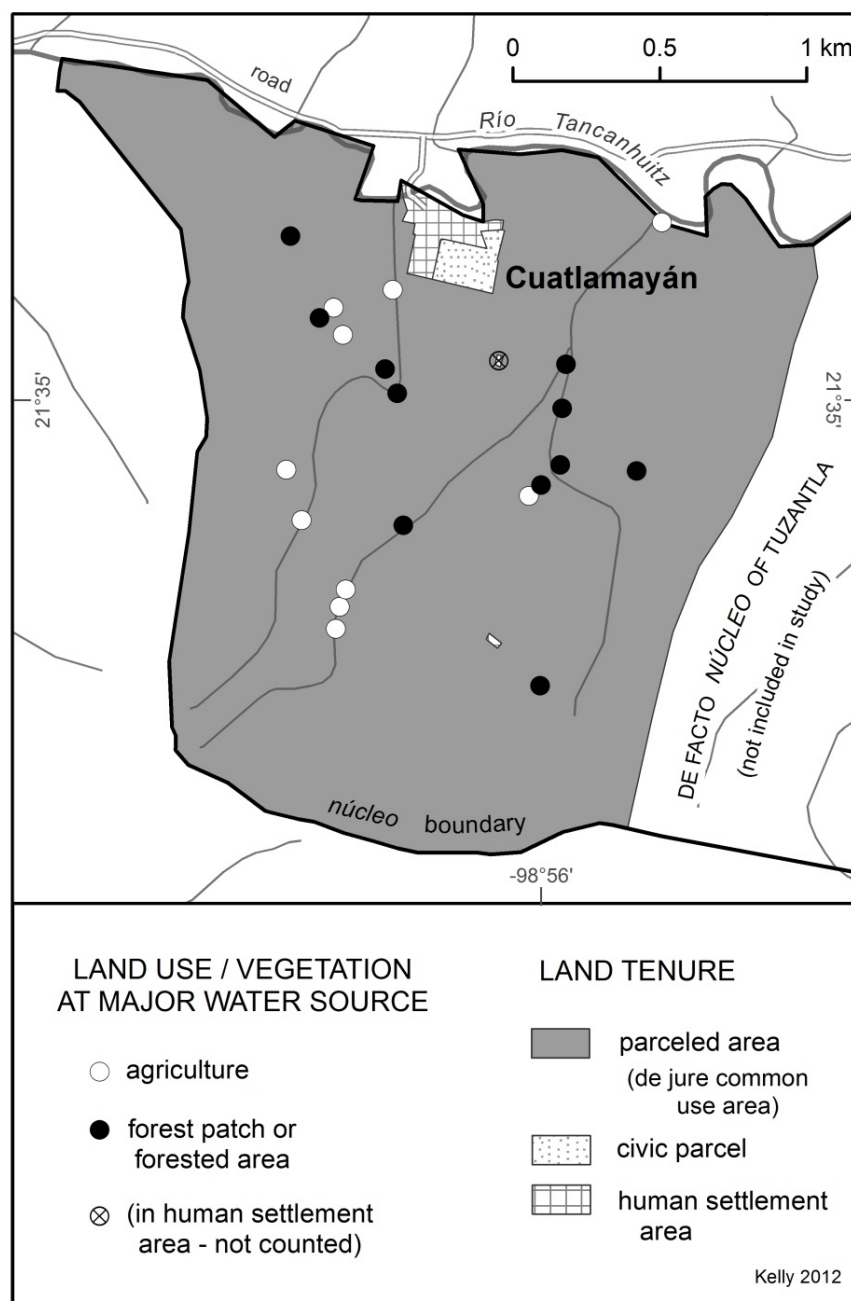 0 0.5 1 km
road
Río Tancanhuitz
Cuatlamayán
21°35'
21°35'
DE FACTO NÚCLEO OF TUZANTLA
(not included in study)
núcleo boundary
-98°56'
LAND USE / VEGETATION
AT MAJOR WATER SOURCE
agriculture
forest patch or
forested area
(in human settlement
area - not counted)
LAND TENURE
parceled area
(de jure common
use area)
civic parcel
human settlement
area
Kelly 2012